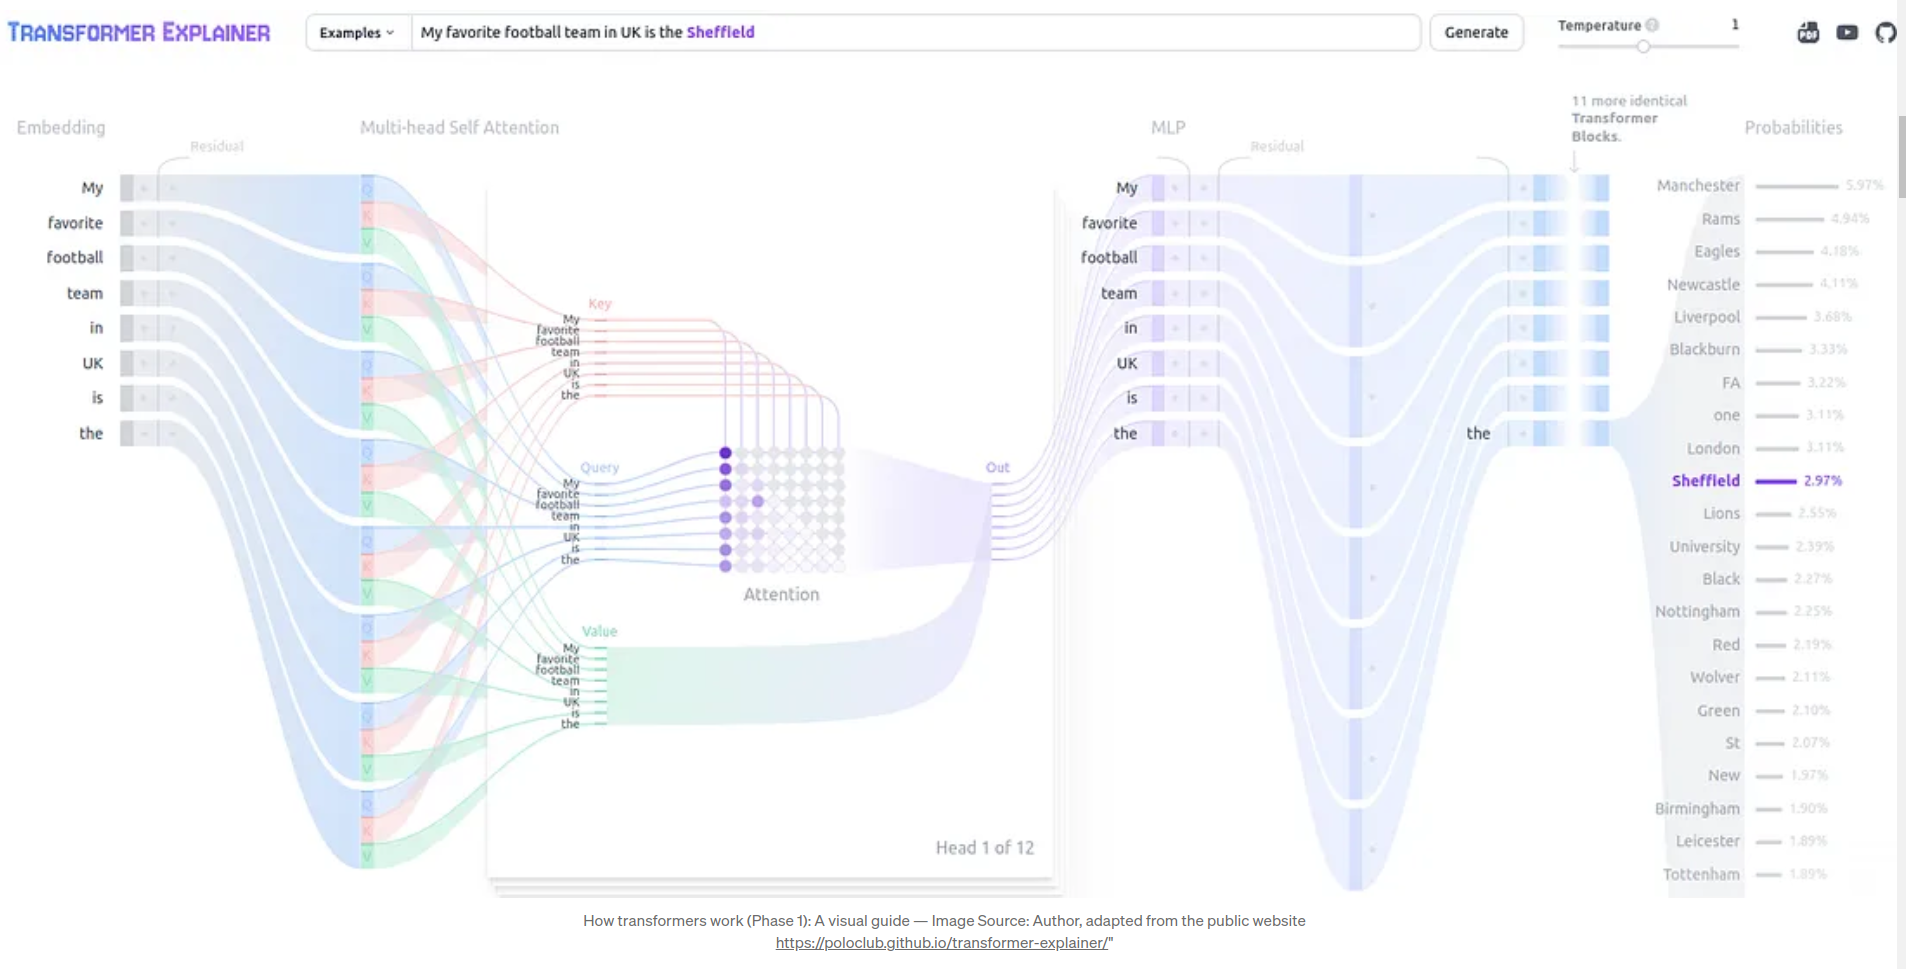 TRANSFORMER EXPLAINER
Examples
My favorite football team in UK is the Sheffield
Generate
Temperature ?
1
PDF
Embedding
Residual
Multi-head Self Attention
MLP
Residual
11 more identical
Transformer
Blocks.
Probabilities
My
favorite
football
team
in
UK
is
the
Q
K
V
Q
K
V
Q
K
V
Q
K
V
Q
K
V
Q
K
V
Q
K
V
Q
K
V
Key
My
favorite
football
team
in
UK
is
the
Query
My
favorite
football
team
in
UK
is
the
Attention
Value
My
favorite
football
team
in
UK
is
the
Out
Head 1 of 12
My
favorite
football
team
in
UK
is
the
the
Manchester 5.97%
Rams 4.94%
Eagles 4.18%
Newcastle 4.11%
Liverpool 3.68%
Blackburn 3.33%
FA 3.22%
one 3.11%
London 3.11%
Sheffield 2.97%
Lions 2.55%
University 2.39%
Black 2.27%
Nottingham 2.25%
Red 2.19%
Wolver 2.11%
Green 2.10%
St 2.07%
New 1.97%
Birmingham 1.90%
Leicester 1.89%
Tottenham 1.89%
How transformers work (Phase 1): A visual guide — Image Source: Author, adapted from the public website
https://poloclub.github.io/transformer-explainer/"